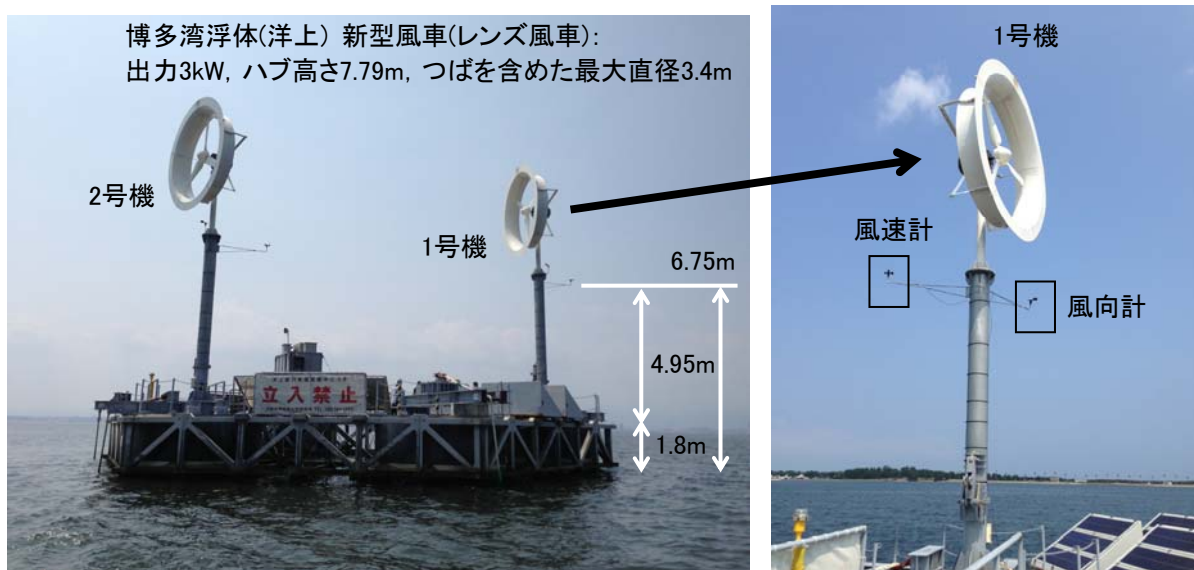 博多湾浮体(洋上) 新型風車(レンズ風車):
出力3kW, ハブ高さ7.79m, つばを含めた最大直径3.4m
2号機
1号機
6.75m
4.95m
1.8m
立入禁止
1号機
風速計
風向計